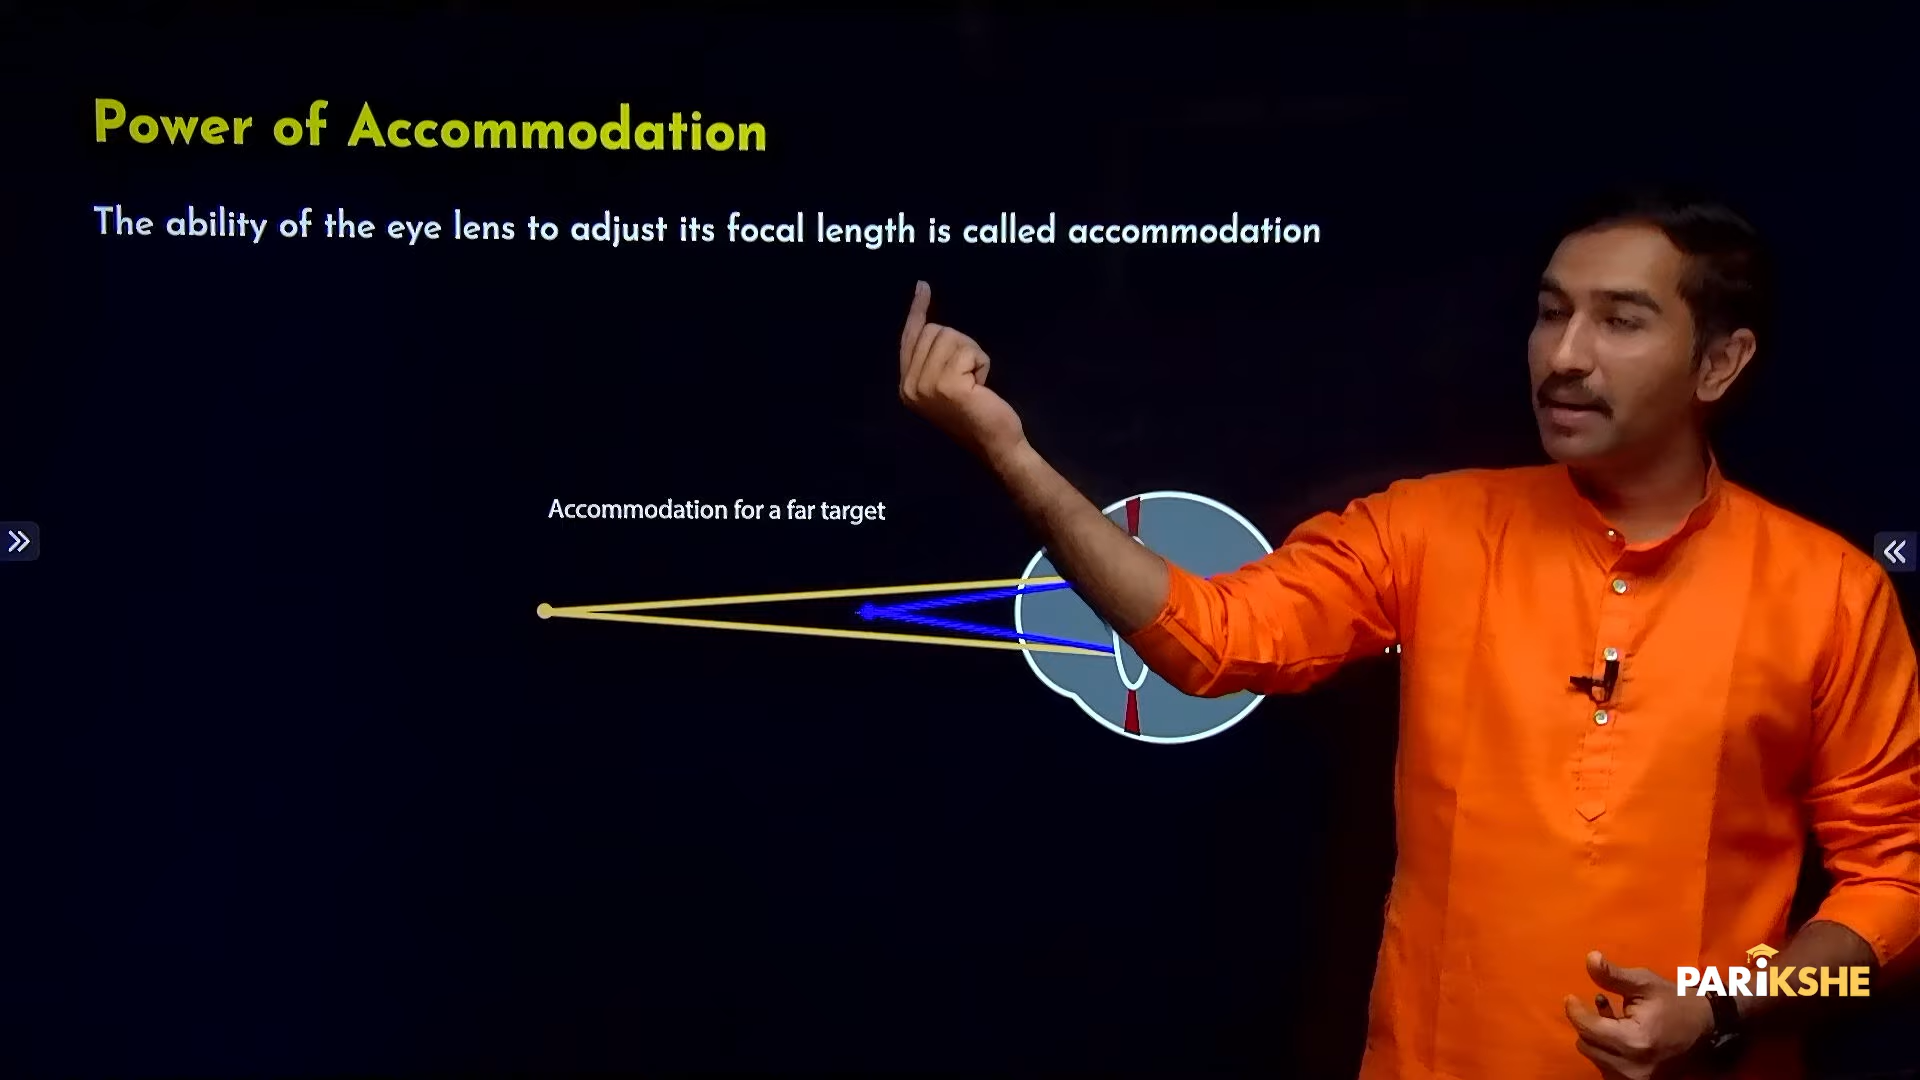 Power of Accommodation
The ability of the eye lens to adjust its focal length is called accommodation
Accommodation for a far target
PARiKSHE